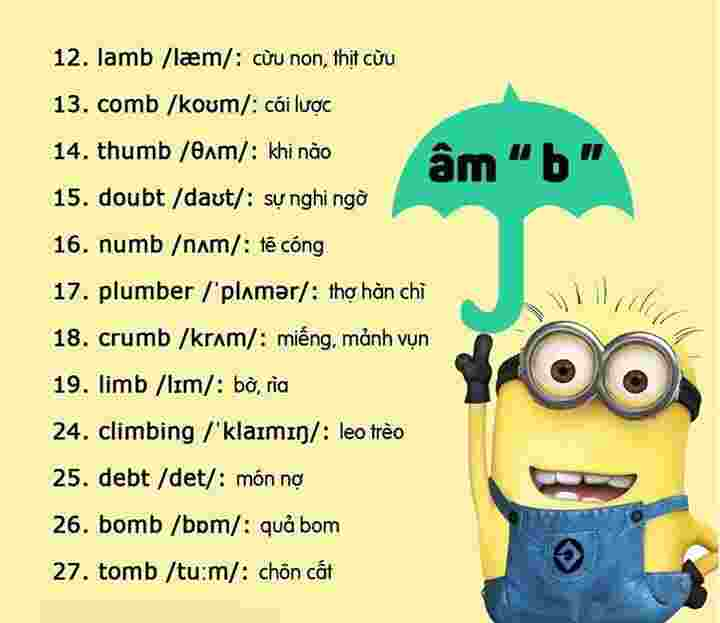 12. lamb /læm/: cừu non, thịt cừu
13. comb /koʊm/: cái lược
14. thumb /θʌm/: khi nào
15. doubt /daʊt/: sự nghi ngờ
16. numb /nʌm/: tê cóng
17. plumber /ˈplʌmər/: thợ hàn chì
18. crumb /krʌm/: miếng, mảnh vụn
19. limb /lɪm/: bờ, rìa
24. climbing /ˈklaɪmɪŋ/: leo trèo
25. debt /det/: món nợ
26. bomb /bɒm/: quả bom
27. tomb /tuːm/: chôn cất
âm “ b ”